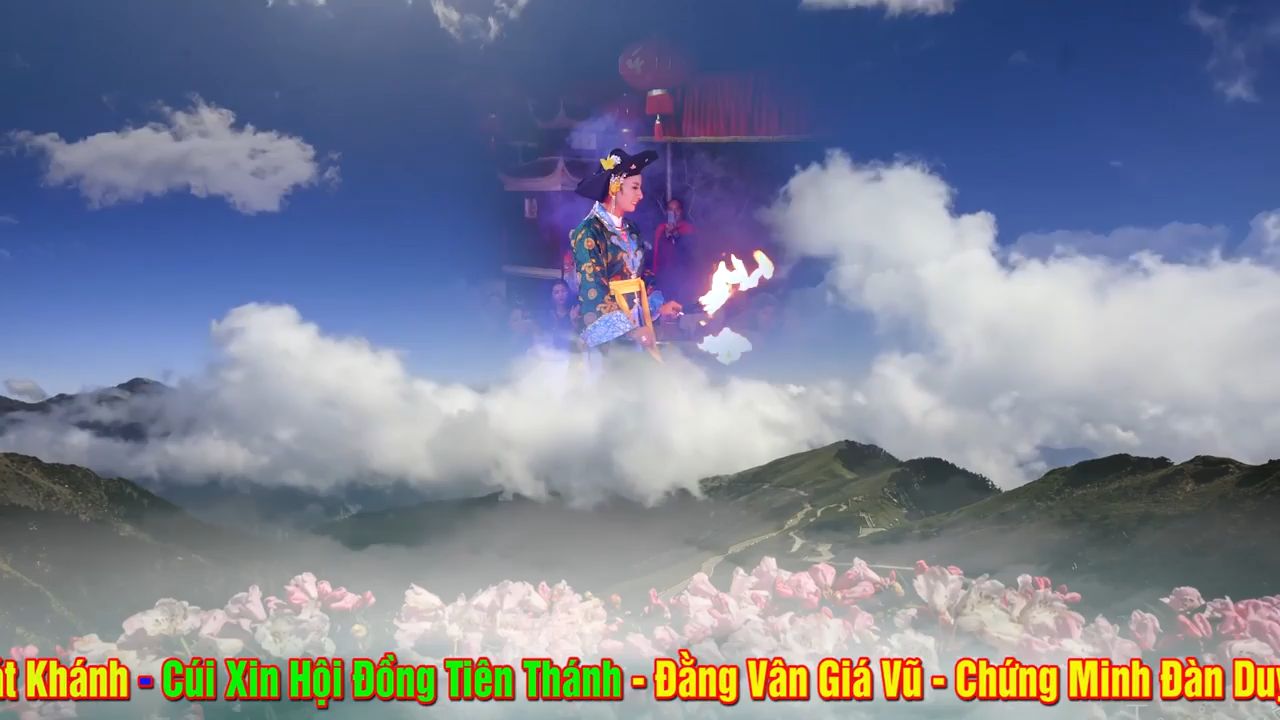 Khánh - Cúi Xin Hội Đồng Tiên Thánh - Đằng Vân Giá Vũ - Chứng Minh Đàn